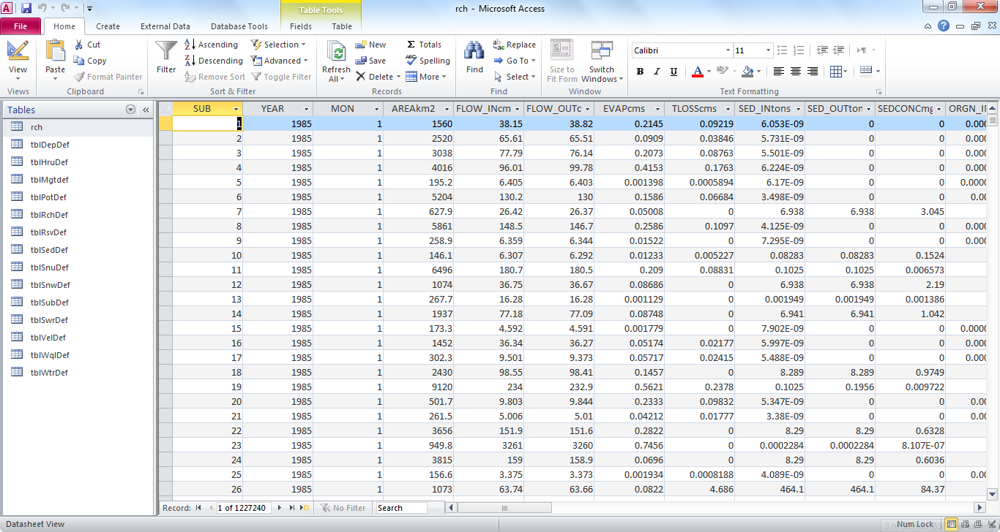 rch - Microsoft Access
Table Tools
File Home Create External Data Database Tools Fields Table
View
Views
Paste
Cut
Copy
Format Painter
Clipboard
Filter
Ascending
Descending
Remove Sort
Selection
Advanced
Toggle Filter
Sort & Filter
Refresh
All
New
Save
Delete
Totals
Spelling
More
Records
Find
Replace
Go To
Select
Find
Size to
Fit Form
Switch
Windows
Window
Calibri 11
B I U
Text Formatting
Tables
rch
tblDepDef
tblHruDef
tblMgtdef
tblPotDef
tblRchDef
tblRsvDef
tblSedDef
tblSnuDef
tblSnwDef
tblSubDef
tblSwrDef
tblVelDef
tblWqlDef
tblWtrDef
SUB YEAR MON AREAkm2 FLOW_INcm FLOW_OUTc EVAPcms TLOSScms SED_INtons SED_OUTton SEDCONCmg ORGN_IN
1 1985 1 1560 38.15 38.82 0.2145 0.09219 6.053E-09 0 0 0.000
2 1985 1 2520 65.61 65.51 0.0909 0.03846 5.731E-09 0 0 0.000
3 1985 1 3038 77.79 76.14 0.2073 0.08763 5.501E-09 0 0 0.000
4 1985 1 4016 96.01 99.78 0.4153 0.1763 6.224E-09 0 0 0.000
5 1985 1 195.2 6.405 6.403 0.001398 0.0005894 6.17E-09 0 0 0.0000
6 1985 1 5204 130.2 130 0.1586 0.06684 3.498E-09 0 0 0.00
7 1985 1 627.9 26.42 26.37 0.05008 0 6.938 6.938 3.045
8 1985 1 5861 148.5 146.7 0.2586 0.1097 4.125E-09 0 0 0.000
9 1985 1 258.9 6.359 6.344 0.01522 0 7.295E-09 0 0 0.000
10 1985 1 146.1 6.307 6.292 0.01233 0.005227 0.08283 0.08283 0.1524
11 1985 1 6496 180.7 180.5 0.209 0.08831 0.1025 0.1025 0.006573
12 1985 1 1074 36.75 36.67 0.08686 0 6.938 6.938 2.19
13 1985 1 267.7 16.28 16.28 0.001129 0 0.001949 0.001949 0.001386
14 1985 1 1937 77.18 77.09 0.08748 0 6.941 6.941 1.042
15 1985 1 173.3 4.592 4.591 0.001779 0 7.902E-09 0 0 0.0000
16 1985 1 1452 36.34 36.27 0.05174 0.02177 5.997E-09 0 0 0.000
17 1985 1 302.3 9.501 9.373 0.05717 0.02415 5.488E-09 0 0 0.000
18 1985 1 2430 98.55 98.41 0.1457 0 8.289 8.289 0.9749
19 1985 1 9120 234 232.9 0.5621 0.2378 0.1025 0.1956 0.009722
20 1985 1 501.7 9.803 9.844 0.2333 0.09832 5.347E-09 0 0 0.00
21 1985 1 261.5 5.006 5.01 0.04212 0.01777 3.38E-09 0 0 0.00
22 1985 1 3656 151.9 151.6 0.2822 0 8.29 8.29 0.6328
23 1985 1 949.8 3261 3260 0.7456 0 0.0002284 0.0002284 8.107E-07
24 1985 1 3815 159 158.9 0.0696 0 8.29 8.29 0.6036
25 1985 1 156.6 3.375 3.373 0.001934 0.0008188 4.089E-09 0 0 0.00
26 1985 1 1073 63.74 63.66 0.0822 4.686 464.1 464.1 84.37
Record: 1 of 1227240 No Filter Search
Datasheet View Num Lock